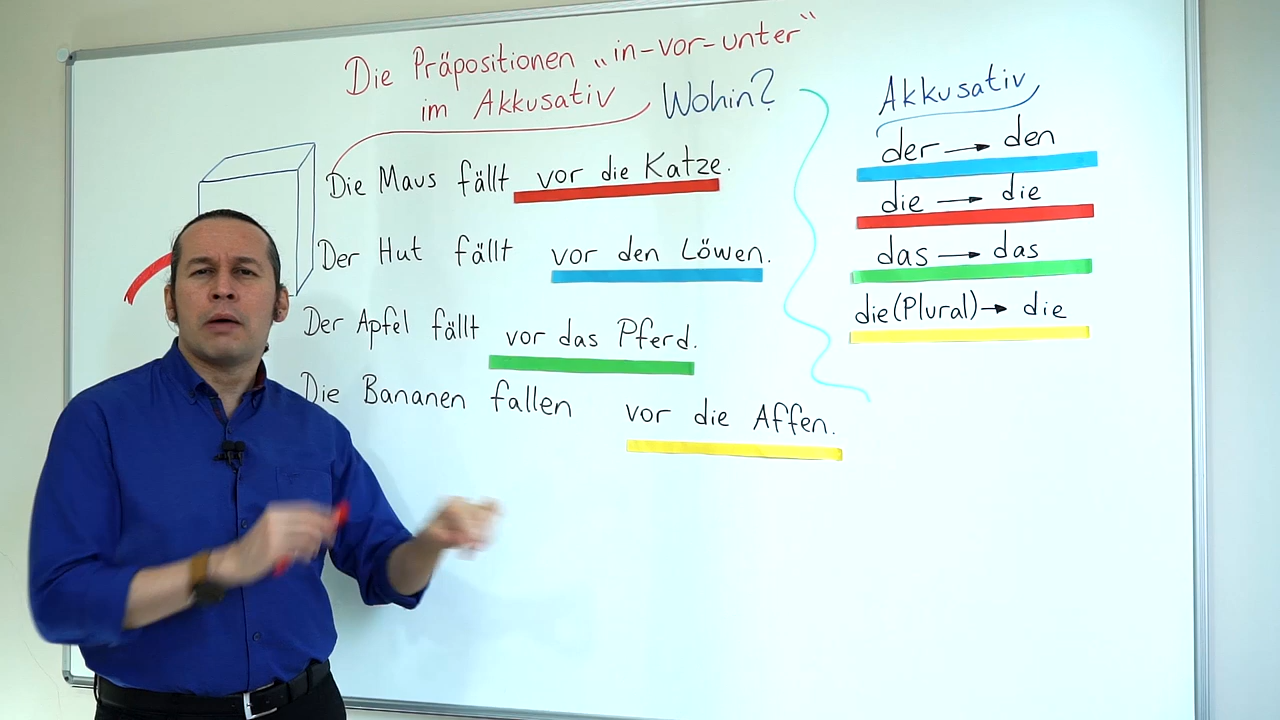 Die Präpositionen „in-vor-unter“
im Akkusativ Wohin?
Die Maus fällt vor die Katze.
Der Hut fällt vor den Löwen.
Der Apfel fällt vor das Pferd.
Die Bananen fallen vor die Affen.
Akkusativ
der → den
die → die
das → das
die (Plural) → die